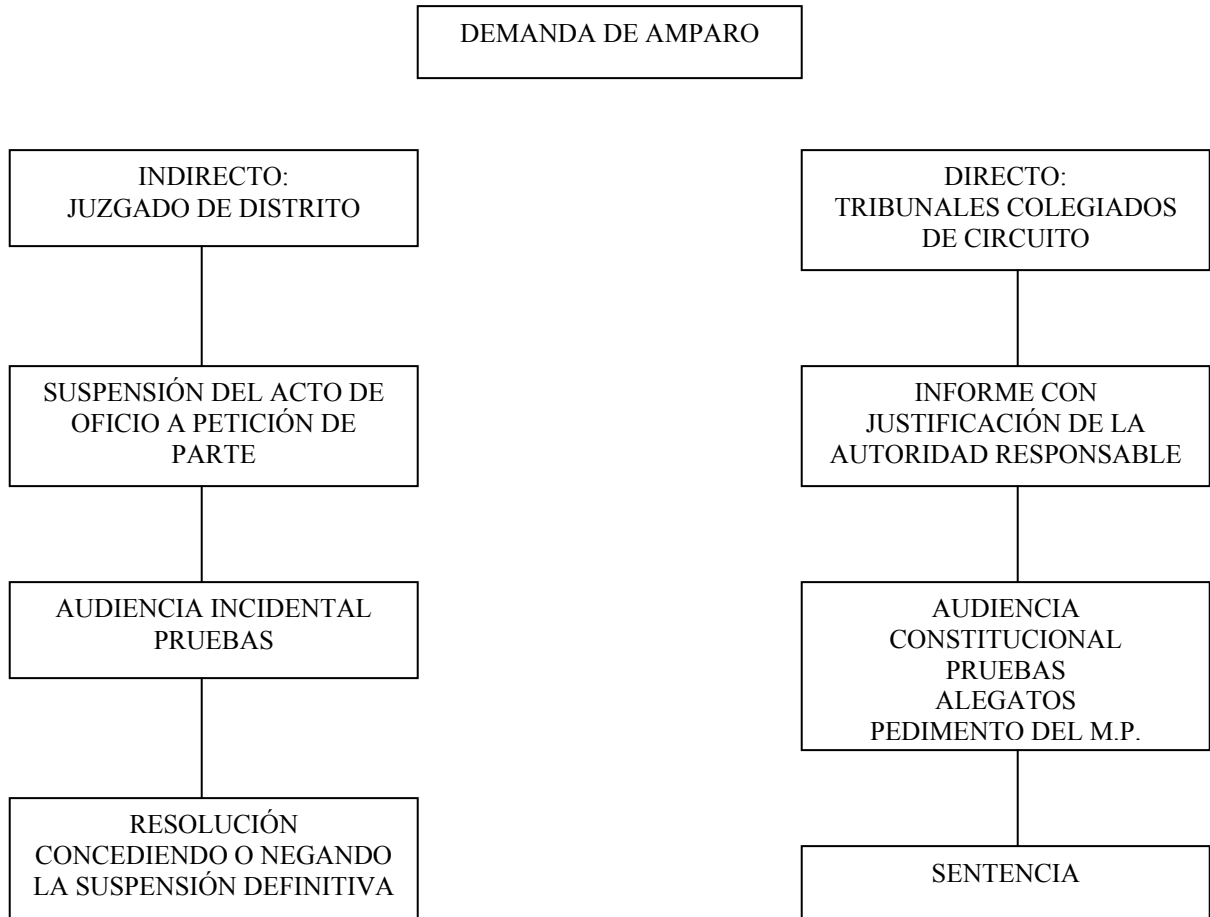 DEMANDA DE AMPARO
INDIRECTO:
JUZGADO DE DISTRITO
SUSPENSIÓN DEL ACTO DE
OFICIO A PETICIÓN DE
PARTE
AUDIENCIA INCIDENTAL
PRUEBAS
RESOLUCIÓN
CONCEDIENDO O NEGANDO
LA SUSPENSIÓN DEFINITIVA
DIRECTO:
TRIBUNALES COLEGIADOS
DE CIRCUITO
INFORME CON
JUSTIFICACIÓN DE LA
AUTORIDAD RESPONSABLE
AUDIENCIA
CONSTITUCIONAL
PRUEBAS
ALEGATOS
PEDIMENTO DEL M.P.
SENTENCIA